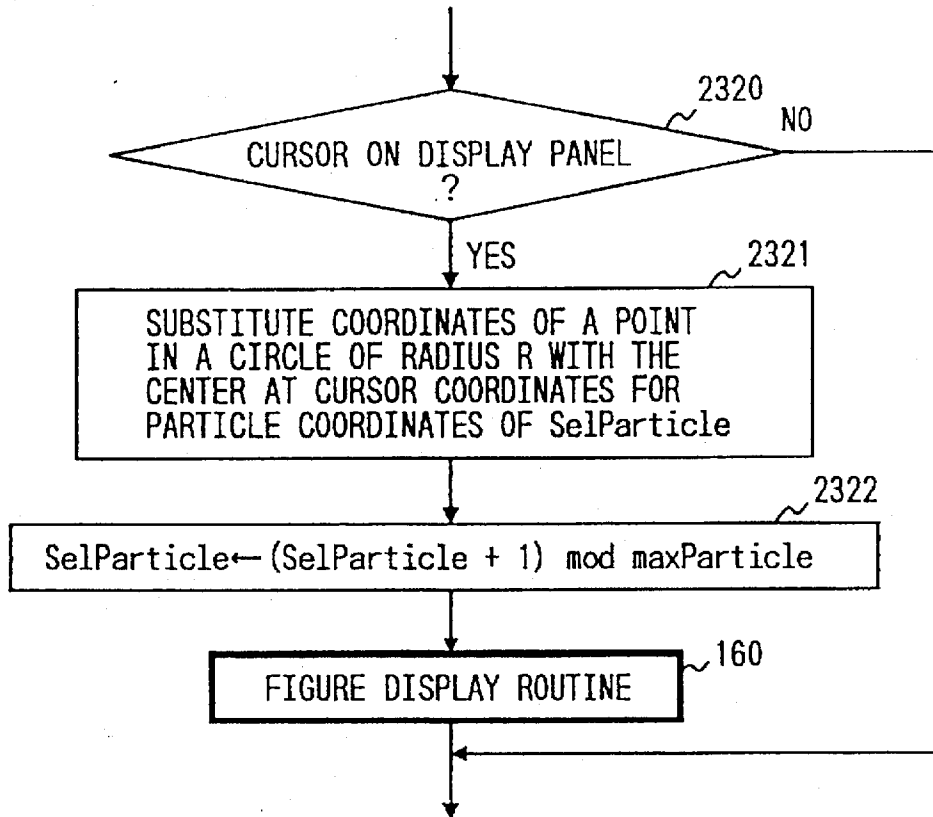 2320
NO
CURSOR ON DISPLAY PANEL
?
YES
2321
SUBSTITUTE COORDINATES OF A POINT
IN A CIRCLE OF RADIUS R WITH THE
CENTER AT CURSOR COORDINATES FOR
PARTICLE COORDINATES OF SelParticle
2322
SelParticle←(SelParticle + 1) mod maxParticle
160
FIGURE DISPLAY ROUTINE